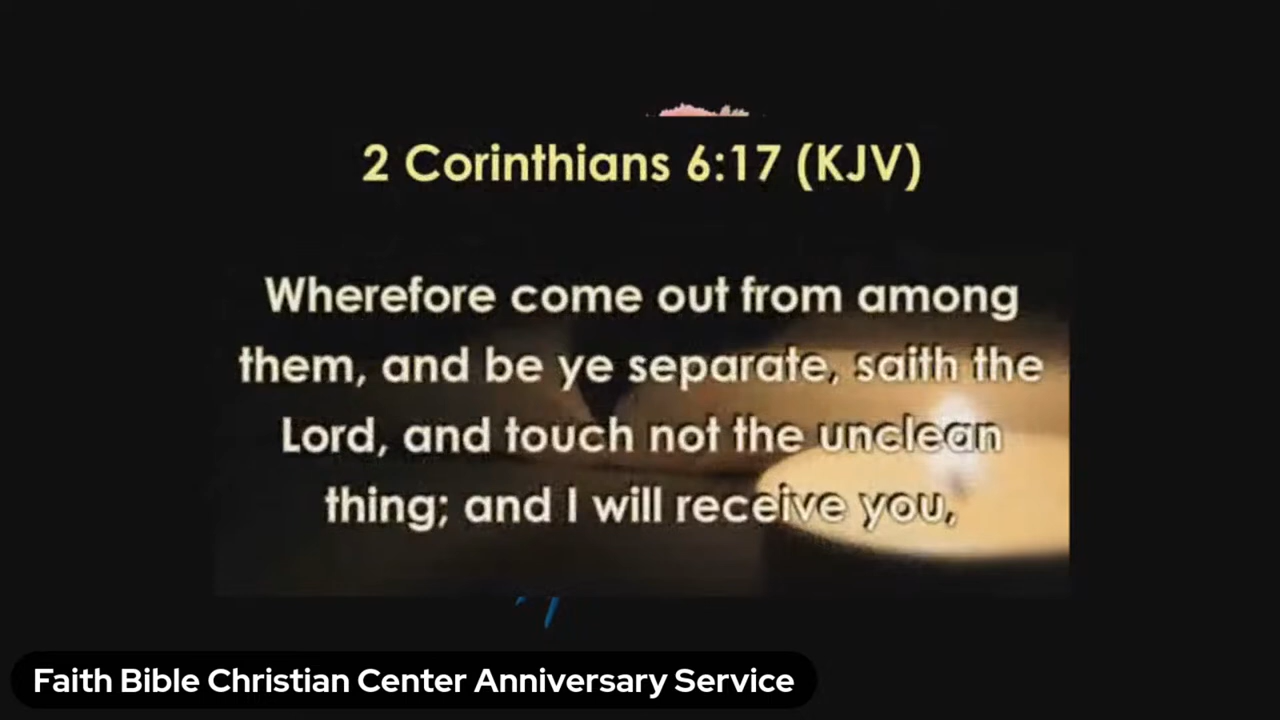 2 Corinthians 6:17 (KJV)
Wherefore come out from among
them, and be ye separate, saith the
Lord, and touch not the unclean
thing; and I will receive you,
Faith Bible Christian Center Anniversary Service